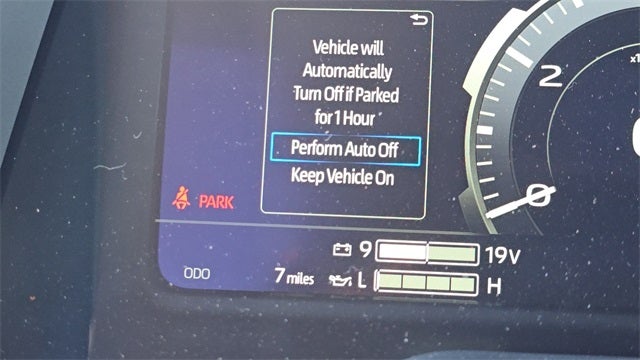 Vehicle will
Automatically
Turn Off if Parked
for 1 Hour
Perform Auto Off
Keep Vehicle On
PARK
9 19V
ODO 7 miles L H
x1
2
0